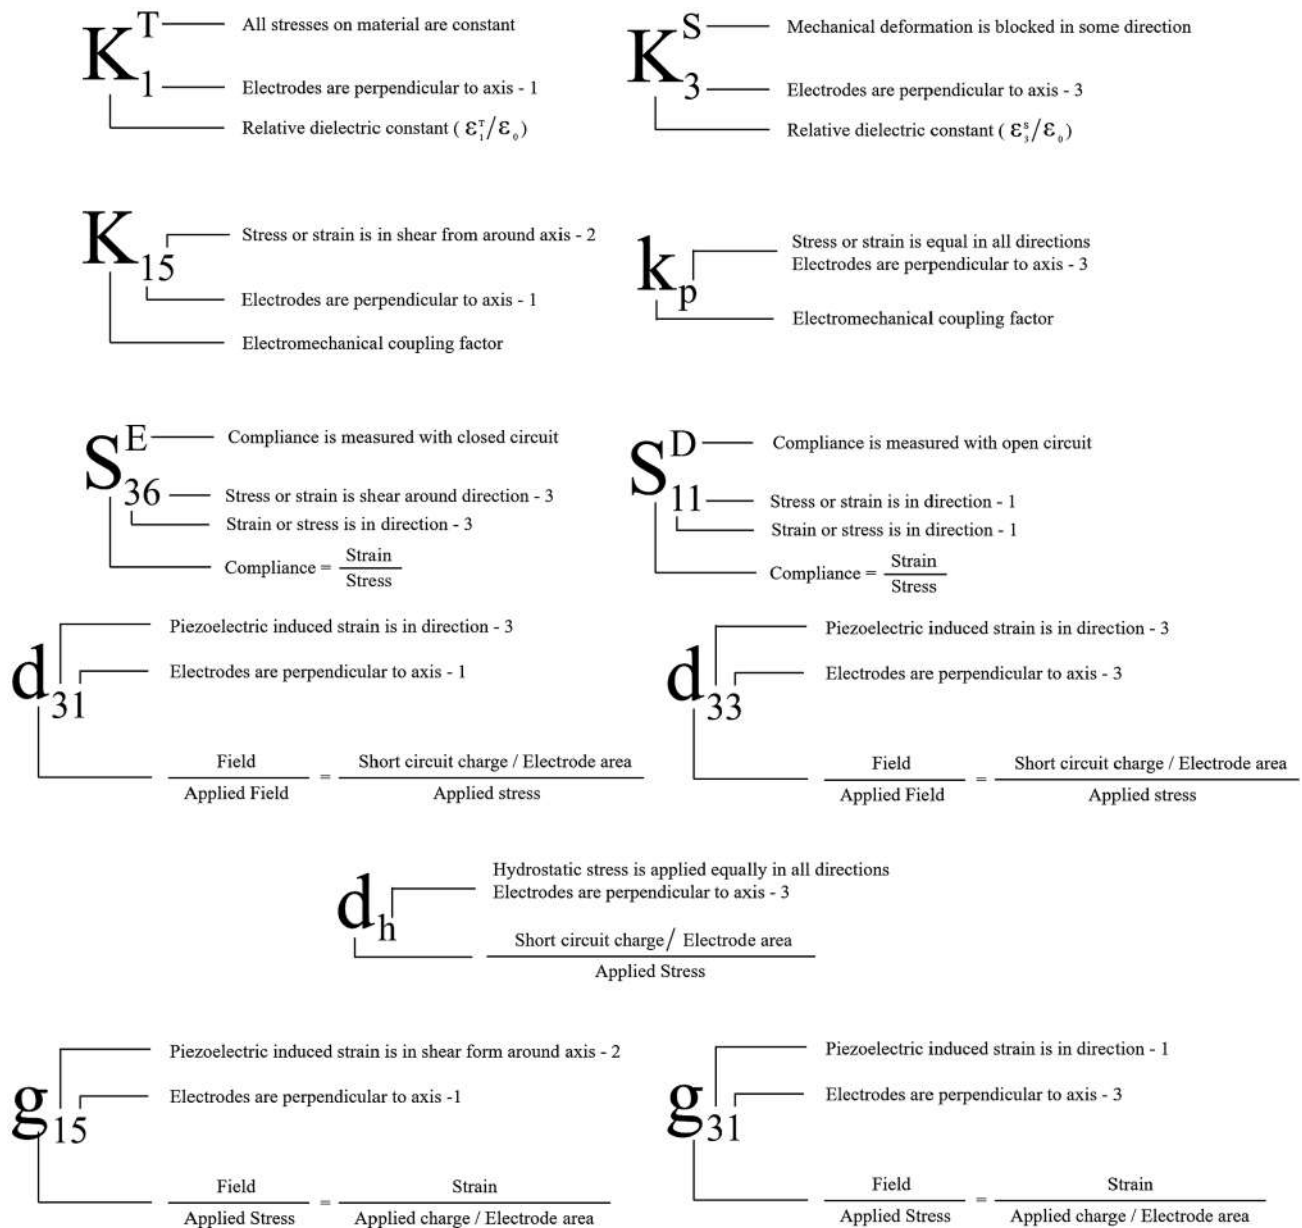 K₁ᵀ
All stresses on material are constant
Electrodes are perpendicular to axis - 1
Relative dielectric constant ( ε₁ᵀ/ε₀)
K₃ˢ
Mechanical deformation is blocked in some direction
Electrodes are perpendicular to axis - 3
Relative dielectric constant ( ε₃ˢ/ε₀)
K₁₅
Stress or strain is in shear from around axis - 2
Electrodes are perpendicular to axis - 1
Electromechanical coupling factor
kₚ
Stress or strain is equal in all directions
Electrodes are perpendicular to axis - 3
Electromechanical coupling factor
S₃₆ᴱ
Compliance is measured with closed circuit
Stress or strain is shear around direction - 3
Strain or stress is in direction - 3
Compliance = Strain / Stress
S₁₁ᴰ
Compliance is measured with open circuit
Stress or strain is in direction - 1
Strain or stress is in direction - 1
Compliance = Strain / Stress
d₃₁
Piezoelectric induced strain is in direction - 3
Electrodes are perpendicular to axis - 1
Field / Applied Field = Short circuit charge / Electrode area / Applied stress
d₃₃
Piezoelectric induced strain is in direction - 3
Electrodes are perpendicular to axis - 3
Field / Applied Field = Short circuit charge / Electrode area / Applied stress
dₕ
Hydrostatic stress is applied equally in all directions
Electrodes are perpendicular to axis - 3
Short circuit charge / Electrode area
Applied Stress
g₁₅
Piezoelectric induced strain is in shear form around axis - 2
Electrodes are perpendicular to axis -1
Field / Applied Stress = Strain / Applied charge / Electrode area
g₃₁
Piezoelectric induced strain is in direction - 1
Electrodes are perpendicular to axis - 3
Field / Applied Stress = Strain / Applied charge / Electrode area